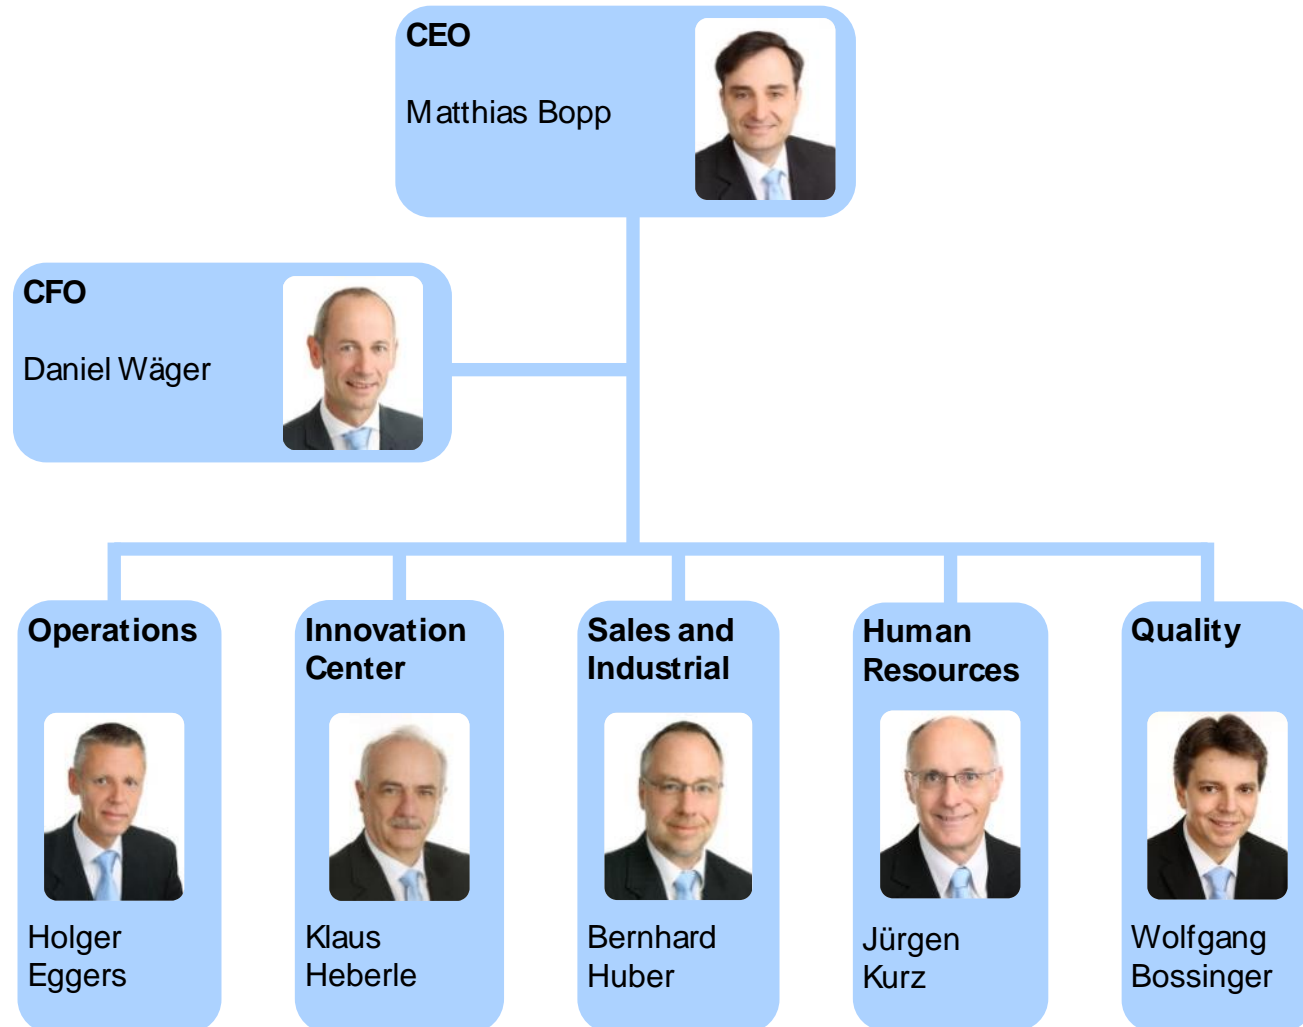 CEO
Matthias Bopp
CFO
Daniel Wäger
Operations
Holger
Eggers
Innovation
Center
Klaus
Heberle
Sales and
Industrial
Bernhard
Huber
Human
Resources
Jürgen
Kurz
Quality
Wolfgang
Bossinger